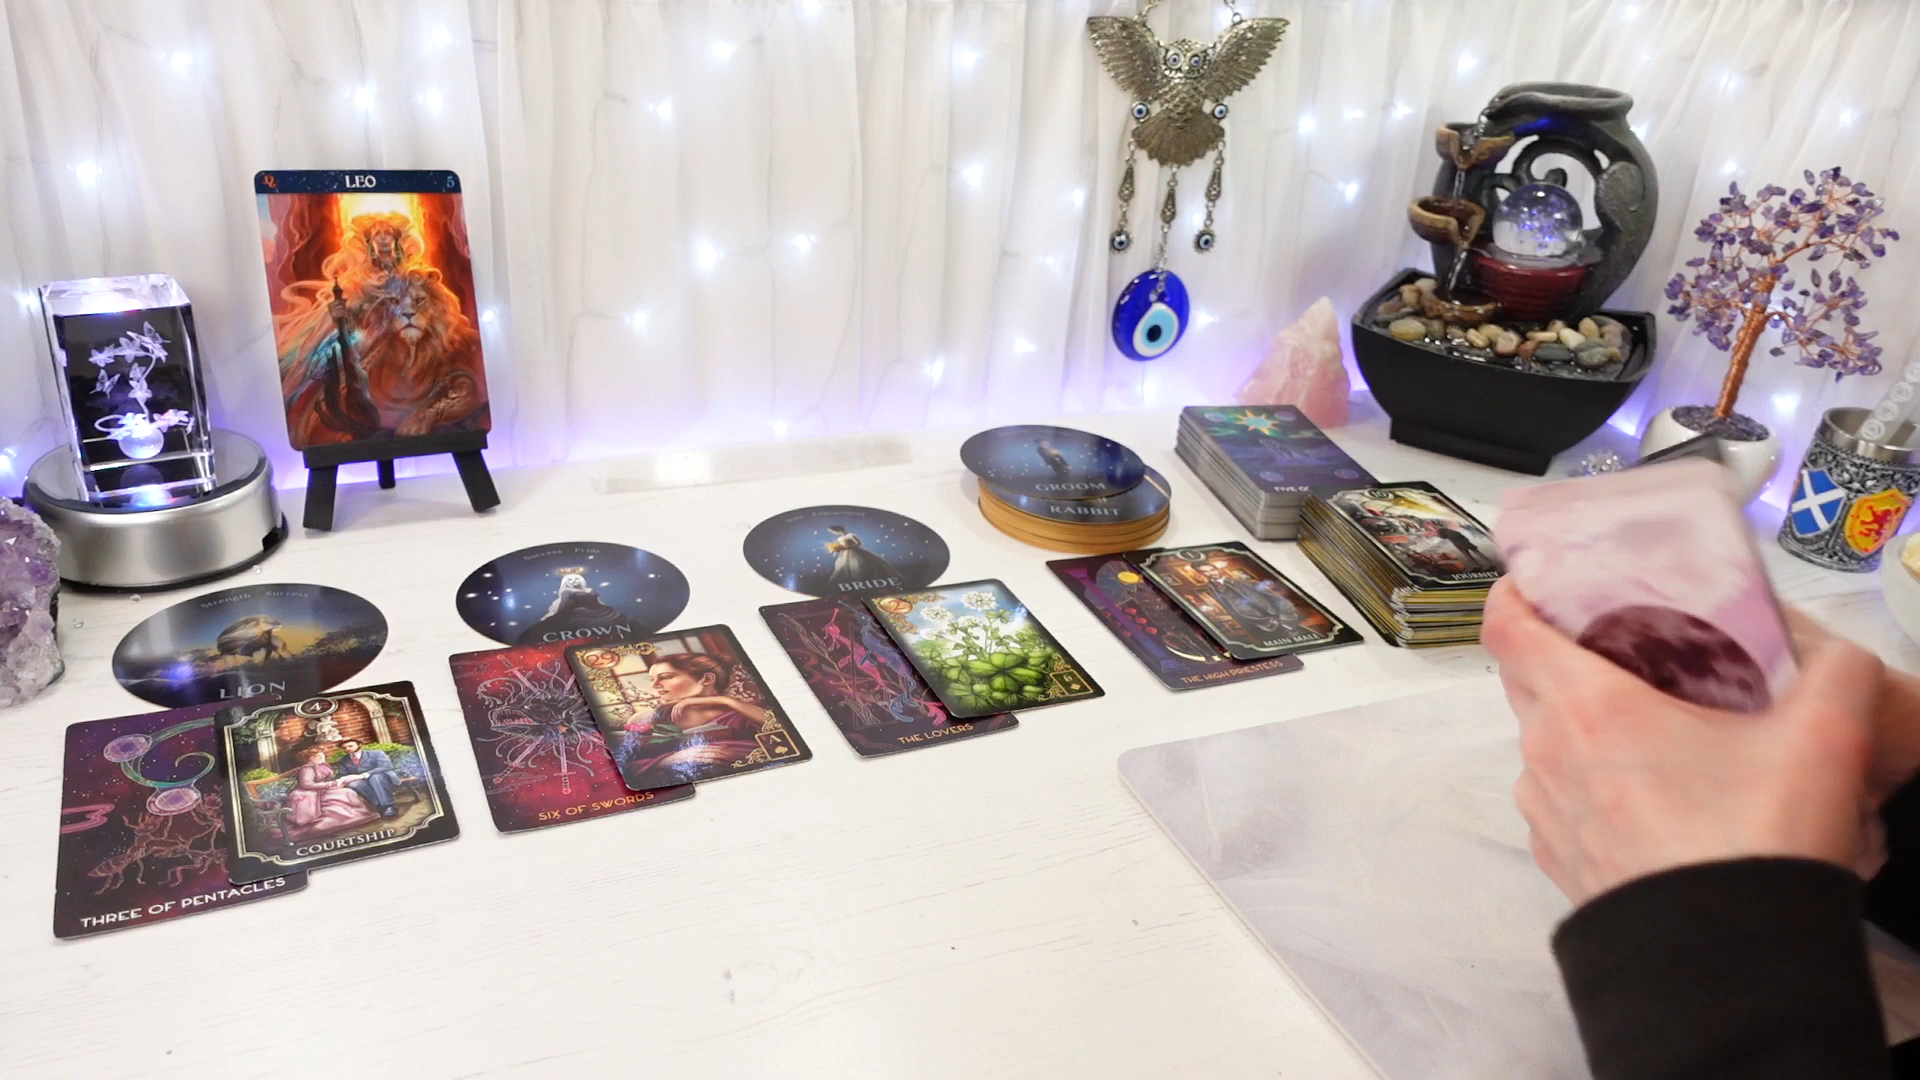 LEO 5
GROOM
RABBIT
FIVE OF
10
JOURNEY
BRIDE
Success Pride
CROWN
Strength Success
LION
1
MAIN MALE
THE HIGH PRIESTESS
2
6
THE LOVERS
29
A
SIX OF SWORDS
4
COURTSHIP
THREE OF PENTACLES